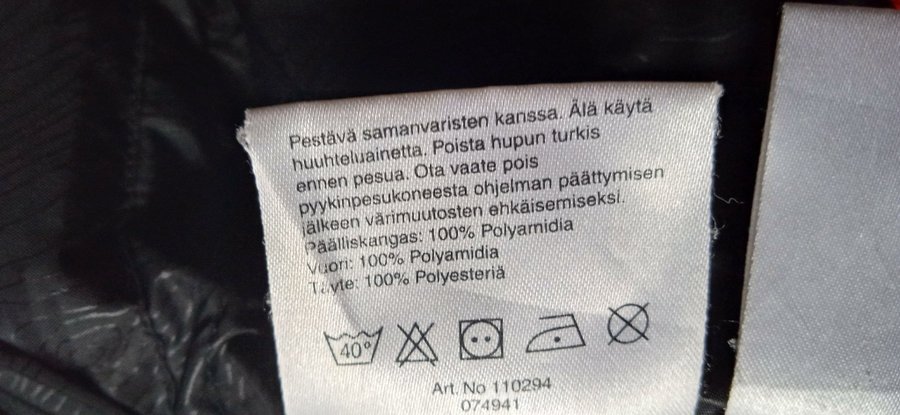 Pestävä samanvaristen kanssa. Älä käytä
huuhteluainetta. Poista hupun turkis
ennen pesua. Ota vaate pois
pyykinpesukoneesta ohjelman päättymisen
jälkeen värimuutosten ehkäisemiseksi.
Päälliskangas: 100% Polyamidia
Vuori: 100% Polyamidia
Täyte: 100% Polyesteriä
40°
Art. No 110294
074941